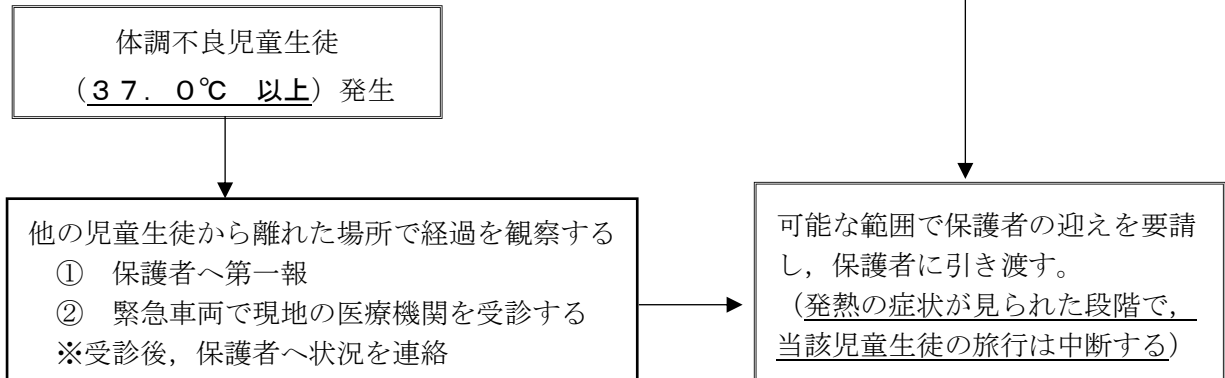 体調不良児童生徒
(３７．０℃　以上) 発生
他の児童生徒から離れた場所で経過を観察する
①　保護者へ第一報
②　緊急車両で現地の医療機関を受診する
※受診後，保護者へ状況を連絡
可能な範囲で保護者の迎えを要請
し，保護者に引き渡す。
（発熱の症状が見られた段階で，
当該児童生徒の旅行は中断する）